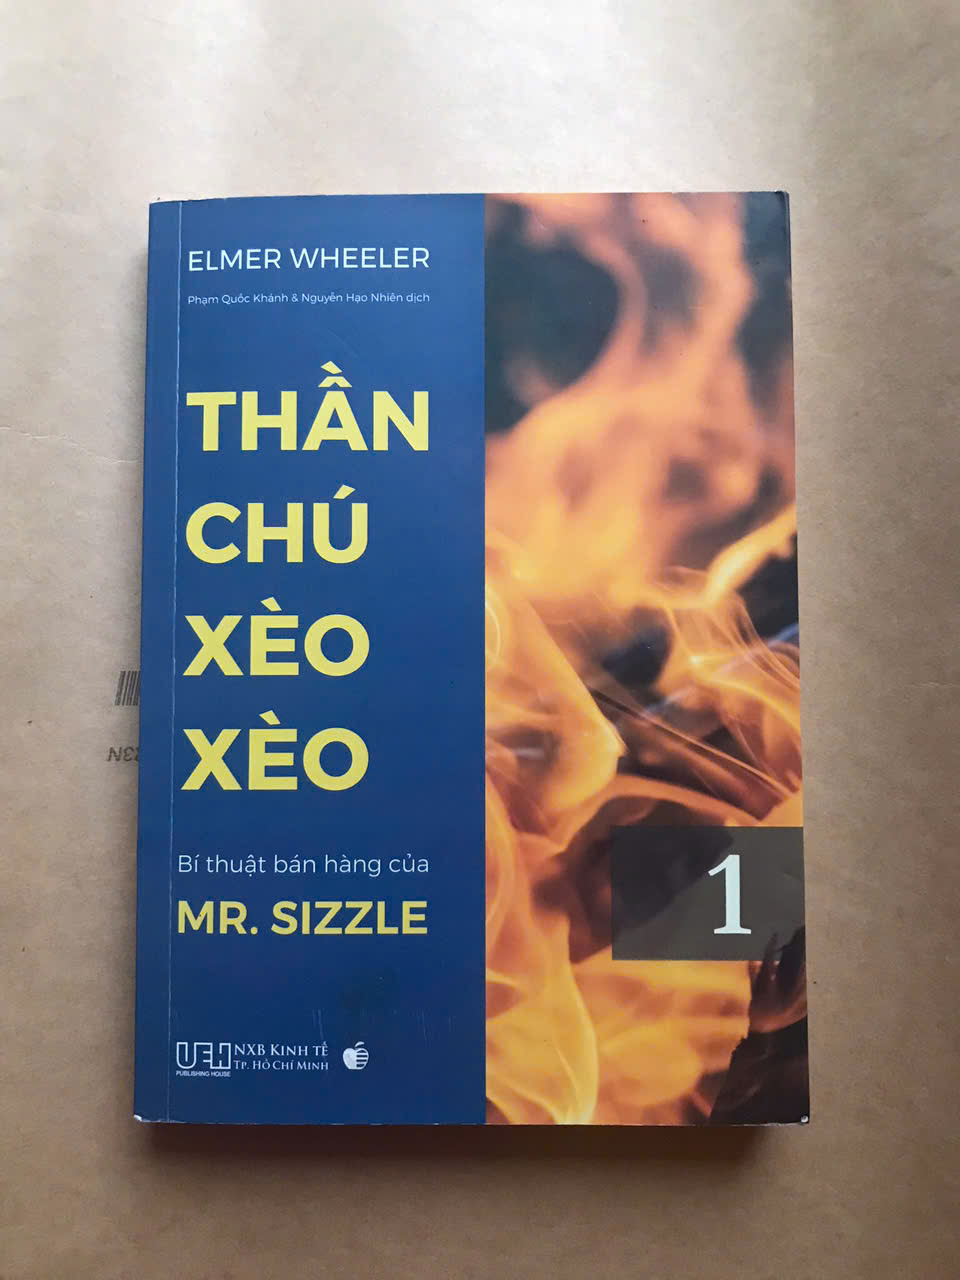 ELMER WHEELER
Phạm Quốc Khánh & Nguyễn Hạo Nhiên dịch
THẦN
CHÚ
XÈO
XÈO
Bí thuật bán hàng của
MR. SIZZLE
1
UEH
PUBLISHING HOUSE
NXB KINH TẾ
TP. HỒ CHÍ MINH